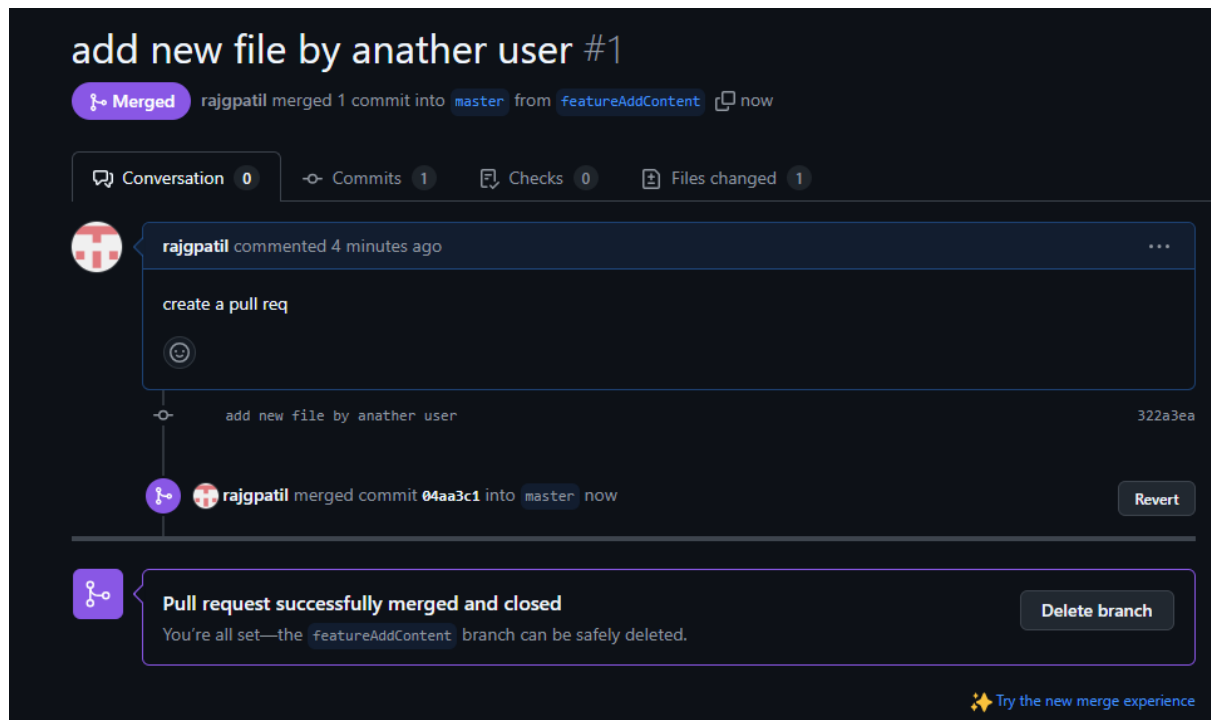 add new file by anather user #1
Merged rajgpatil merged 1 commit into master from featureAddContent now
Conversation 0 Commits 1 Checks 0 Files changed 1
rajgpatil commented 4 minutes ago
create a pull req
add new file by anather user 322a3ea
rajgpatil merged commit 04aa3c1 into master now
Revert
Pull request successfully merged and closed
Delete branch
You're all set—the featureAddContent branch can be safely deleted.
Try the new merge experience